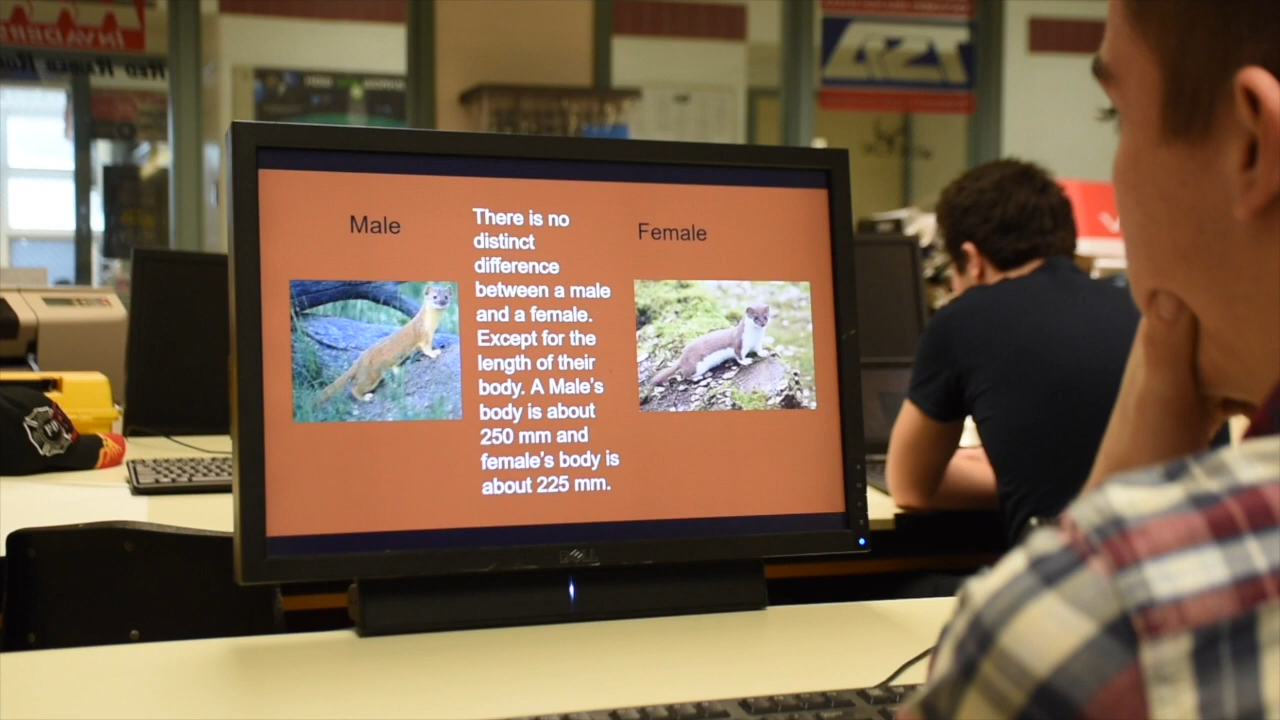 INVADERS
Male
There is no
distinct
difference
between a male
and a female.
Except for the
length of their
body. A Male's
body is about
250 mm and
female's body is
about 225 mm.
Female
DELL